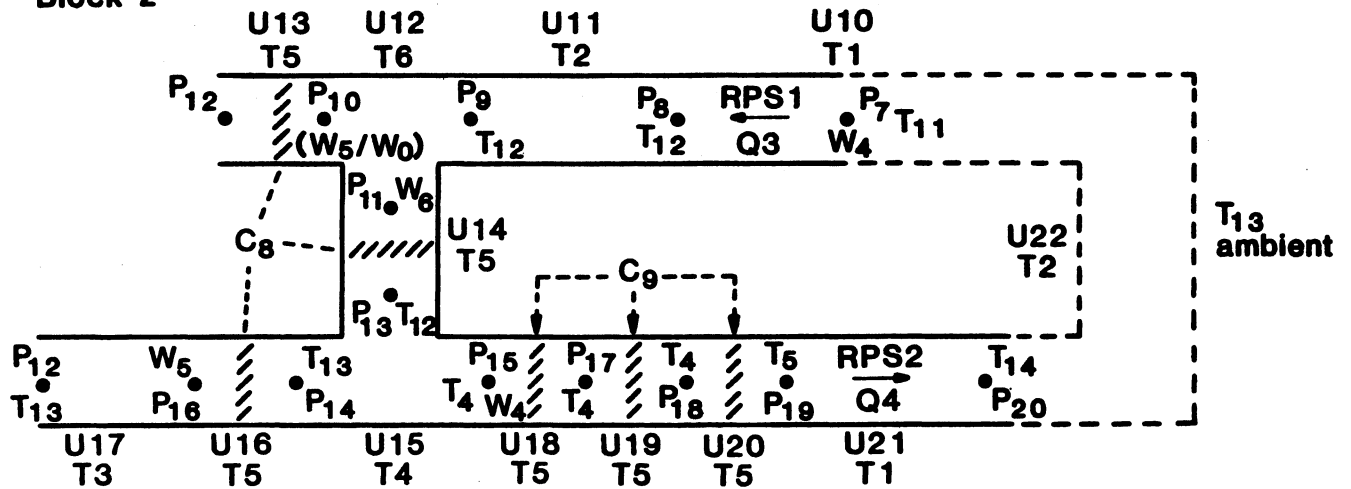 Block 2
U13 U12 U11 U10
T5 T6 T2 T1
P12 P10 P9 P8 RPS1 P7 T11
(W5/W0) T12 T12 Q3 W4
P11 W6
C8 U14 U22 T13
T5 T2 ambient
C9
P13 T12
P12 W5 T13 P15 P17 T4 T5 RPS2 T14
T13 P16 P14 T4 W4 T4 P18 P19 Q4 P20
U17 U16 U15 U18 U19 U20 U21
T3 T5 T4 T5 T5 T5 T1